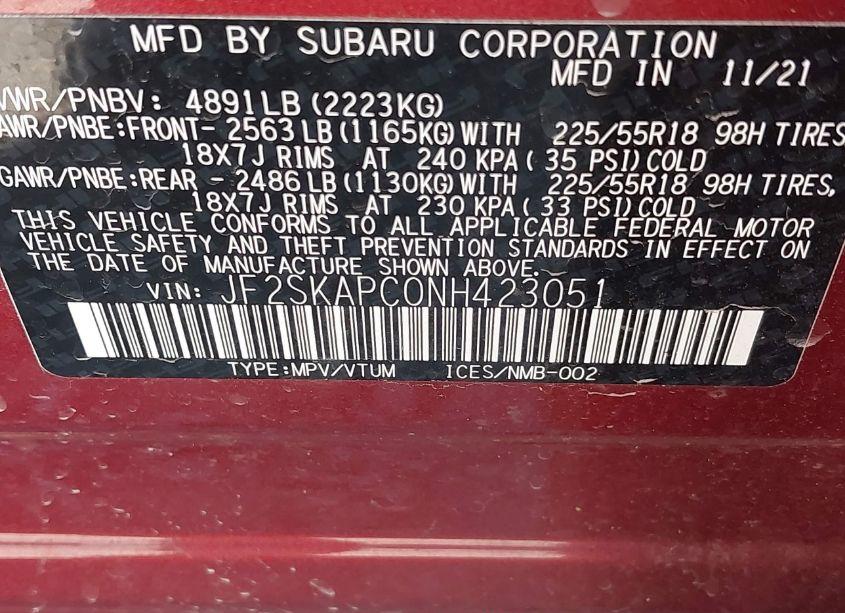 MFD BY SUBARU CORPORATION
MFD IN 11/21
VWR/PNBV: 4891LB (2223KG)
AWR/PNBE:FRONT- 2563 LB (1165KG) WITH 225/55R18 98H TIRES
18X7J RIMS AT 240 KPA ( 35 PSI) COLD
GAWR/PNBE:REAR - 2486 LB (1130KG) WITH 225/55R18 98H TIRES,
18X7J RIMS AT 230 KPA ( 33 PSI) COLD
THIS VEHICLE CONFORMS TO ALL APPLICABLE FEDERAL MOTOR
VEHICLE SAFETY AND THEFT PREVENTION STANDARDS IN EFFECT ON
THE DATE OF MANUFACTURE SHOWN ABOVE.
VIN: JF2SKAPC0NH423051
TYPE:MPV/VTUM ICES/NMB-002